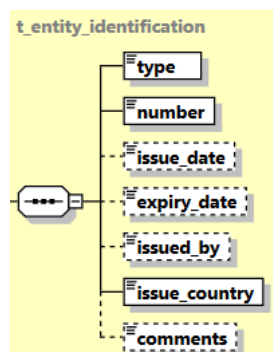 t_entity_identification
type
number
issue_date
expiry_date
issued_by
issue_country
comments